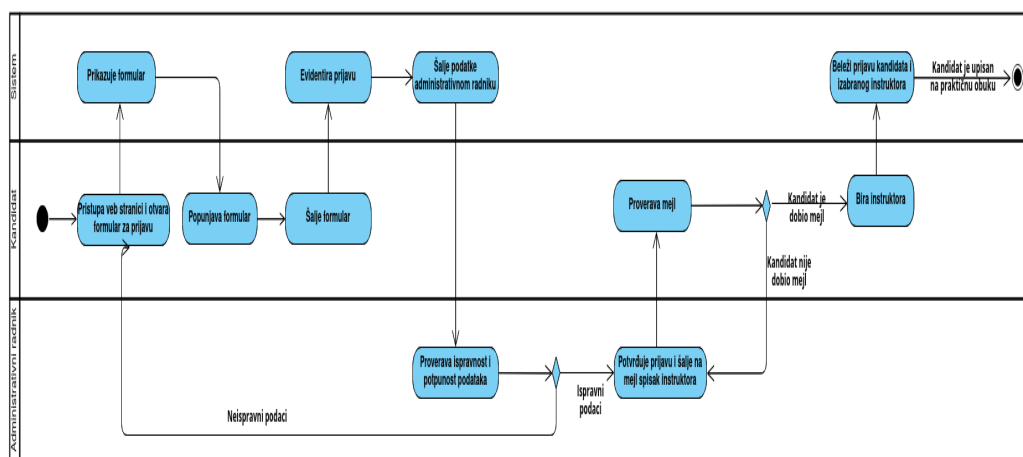 Sistem
Prikazuje formular
Evidentira prijavu
Šalje podatke
administrativnom radniku
Beleži prijavu kandidata i
izabranog instruktora
Kandidat je upisan
na praktičnu obuku
Kandidat
Pristupa veb stranici i otvara
formular za prijavu
Popunjava formular
Šalje formular
Proverava mejl
Kandidat je
dobio mejl
Bira instruktora
Kandidat nije
dobio mejl
Administrativni radnik
Proverava ispravnost i
potpunost podataka
Ispravni
podaci
Potvrđuje prijavu i šalje na
mejl spisak instruktora
Neispravni podaci